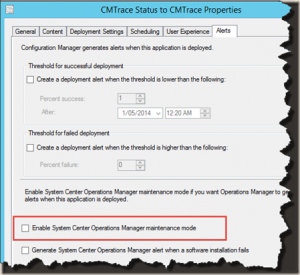 CMTrace Status to CMTrace Properties
General Content Deployment Settings Scheduling User Experience Alerts
Configuration Manager generates alerts when this application is deployed.
Threshold for successful deployment
Create a deployment alert when the threshold is lower than the following:
Percent success: 1
After: 1/05/2014 12:20 AM
Threshold for failed deployment
Create a deployment alert when the threshold is higher than the following:
Percent failure: 0
Enable System Center Operations Manager maintenance mode if you want Operations Manager to
alerts when this application is deployed.
Enable System Center Operations Manager maintenance mode
Generate System Center Operations Manager alert when a software installation fails